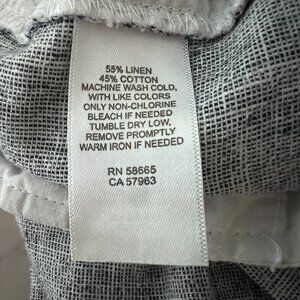 55% LINEN
45% COTTON
MACHINE WASH COLD,
WITH LIKE COLORS
ONLY NON-CHLORINE
BLEACH IF NEEDED
TUMBLE DRY LOW,
REMOVE PROMPTLY
WARM IRON IF NEEDED
RN 58665
CA 57963